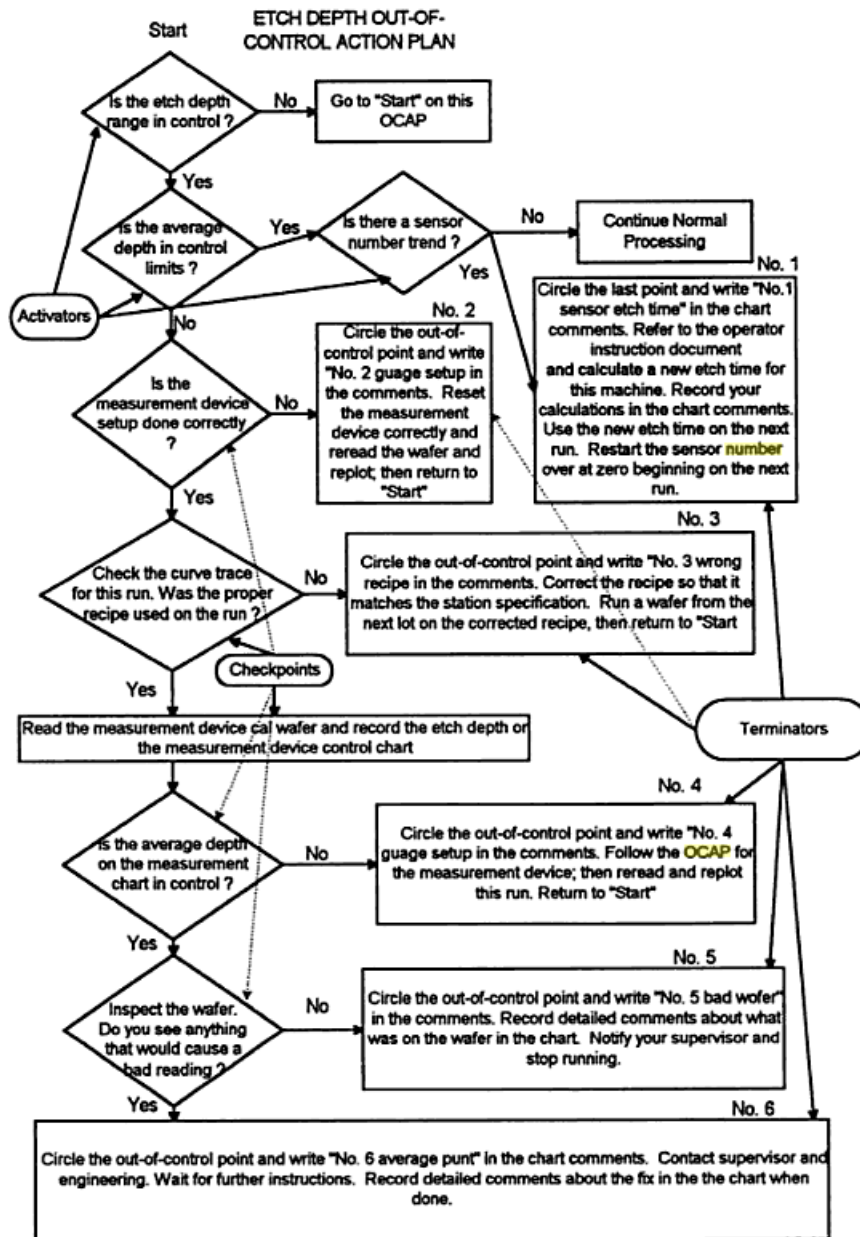 ETCH DEPTH OUT-OF-
CONTROL ACTION PLAN
Start
Is the etch depth
range in control ?
No
Go to "Start" on this
OCAP
Yes
Is the average
depth in control
limits ?
Yes
Is there a sensor
number trend ?
No
Continue Normal
Processing
Yes
No. 1
Circle the last point and write "No.1
sensor etch time" in the chart
comments. Refer to the operator
instruction document
and calculate a new etch time for
this machine. Record your
calculations in the chart comments.
Use the new etch time on the next
run. Restart the sensor number
over at zero beginning on the next
run.
Activators
No
No. 2
Circle the out-of-
control point and write
"No. 2 guage setup in
the comments. Reset
the measurement
device correctly and
reread the wafer and
replot; then return to
"Start"
Is the
measurement device
setup done correctly
?
No
Yes
No. 3
Check the curve trace
for this run. Was the proper
recipe used on the run ?
No
Circle the out-of-control point and write "No. 3 wrong
recipe in the comments. Correct the recipe so that it
matches the station specification. Run a wafer from the
next lot on the corrected recipe, then return to "Start
Checkpoints
Yes
Read the measurement device cal wafer and record the etch depth or
the measurement device control chart
Terminators
No. 4
Is the average depth
on the measurement
chart in control ?
No
Circle the out-of-control point and write "No. 4
guage setup in the comments. Follow the OCAP for
the measurement device; then reread and replot
this run. Return to "Start"
Yes
No. 5
Inspect the wafer.
Do you see anything
that would cause a
bad reading ?
No
Circle the out-of-control point and write "No. 5 bad wofer"
in the comments. Record detailed comments about what
was on the wafer in the chart. Notify your supervisor and
stop running.
Yes
No. 6
Circle the out-of-control point and write "No. 6 average punt" in the chart comments. Contact supervisor and
engineering. Wait for further instructions. Record detailed comments about the fix in the the chart when
done.